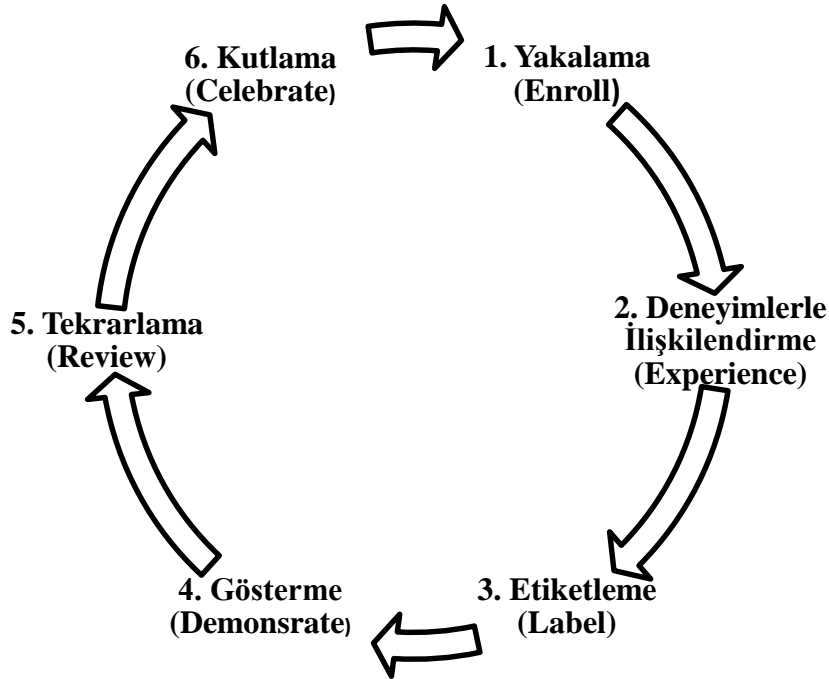 1. Yakalama
(Enroll)
2. Deneyimlerle
İlişkilendirme
(Experience)
3. Etiketleme
(Label)
4. Gösterme
(Demonsrate)
5. Tekrarlama
(Review)
6. Kutlama
(Celebrate)